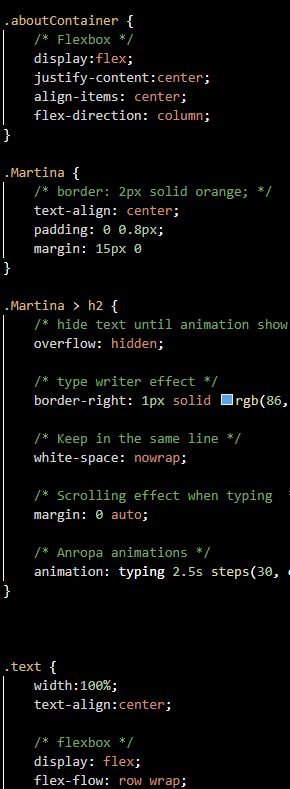 .aboutContainer {
/* Flexbox */
display:flex;
justify-content:center;
align-items: center;
flex-direction: column;
}
.Martina {
/* border: 2px solid orange; */
text-align: center;
padding: 0 0.8px;
margin: 15px 0
}
.Martina > h2 {
/* hide text until animation show
overflow: hidden;
/* type writer effect */
border-right: 1px solid rgb(86,
/* Keep in the same line */
white-space: nowrap;
/* Scrolling effect when typing *
margin: 0 auto;
/* Anropa animations */
animation: typing 2.5s steps(30,
}
.text {
width:100%;
text-align:center;
/* flexbox */
display: flex;
flex-flow: row wrap;